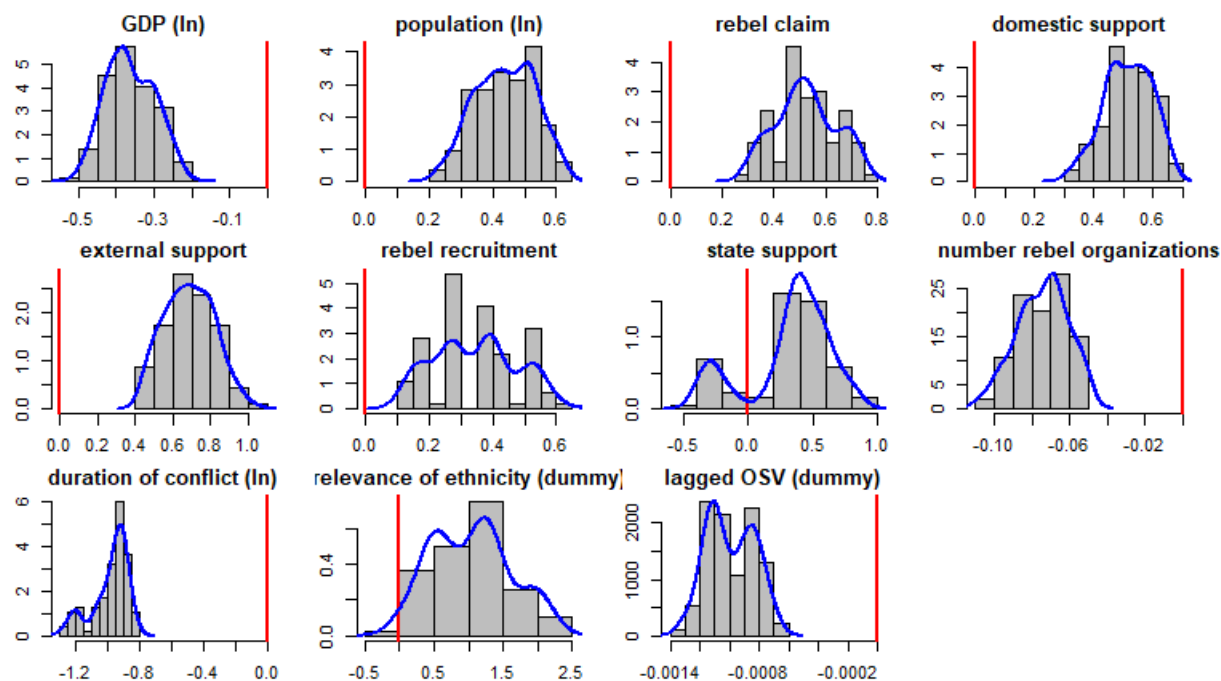 GDP (ln)
population (ln)
rebel claim
domestic support
0 1 2 3 4 5
-0.5 -0.3 -0.1
0 1 2 3 4
0.0 0.2 0.4 0.6
0 1 2 3 4
0.0 0.2 0.4 0.6 0.8
0 1 2 3 4
0.0 0.2 0.4 0.6
external support
rebel recruitment
state support
number rebel organizations
0.0 1.0 2.0
0.0 0.2 0.4 0.6 0.8 1.0
0 1 2 3 4 5
0.0 0.2 0.4 0.6
0.0 1.0
-0.5 0.0 0.5 1.0
0 5 15 25
-0.10 -0.06 -0.02
duration of conflict (ln)
relevance of ethnicity (dummy)
lagged OSV (dummy)
0 2 4 6
-1.2 -0.8 -0.4 0.0
0.0 0.4
-0.5 0.5 1.5 2.5
0 1000 2000
-0.0014 -0.0008 -0.0002